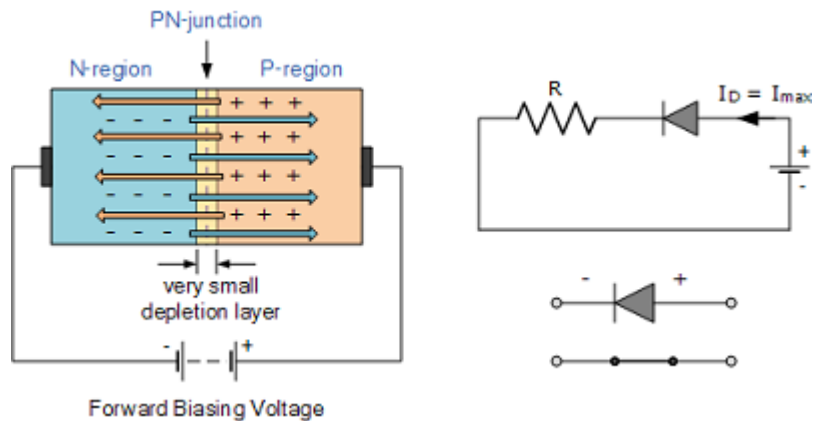 PN-junction
N-region P-region
+ + +
- - -
+ + +
- - -
+ + +
- - -
+ + +
- - -
very small
depletion layer
- +
Forward Biasing Voltage
R
I_D = I_max
+
-
- +